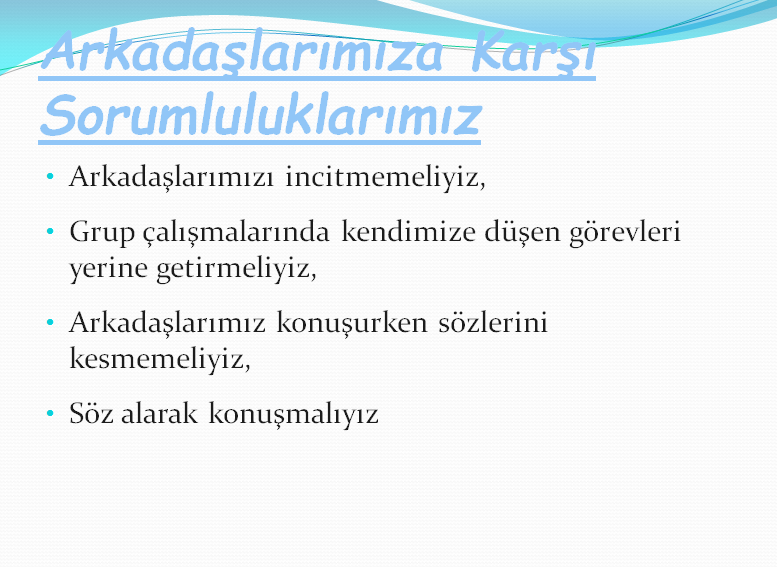 Arkadaşlarımıza Karşı
Sorumluluklarımız
• Arkadaşlarımızı incitmemeliyiz,
• Grup çalışmalarında kendimize düşen görevleri
yerine getirmeliyiz,
• Arkadaşlarımız konuşurken sözlerini
kesmemeliyiz,
• Söz alarak konuşmalıyız